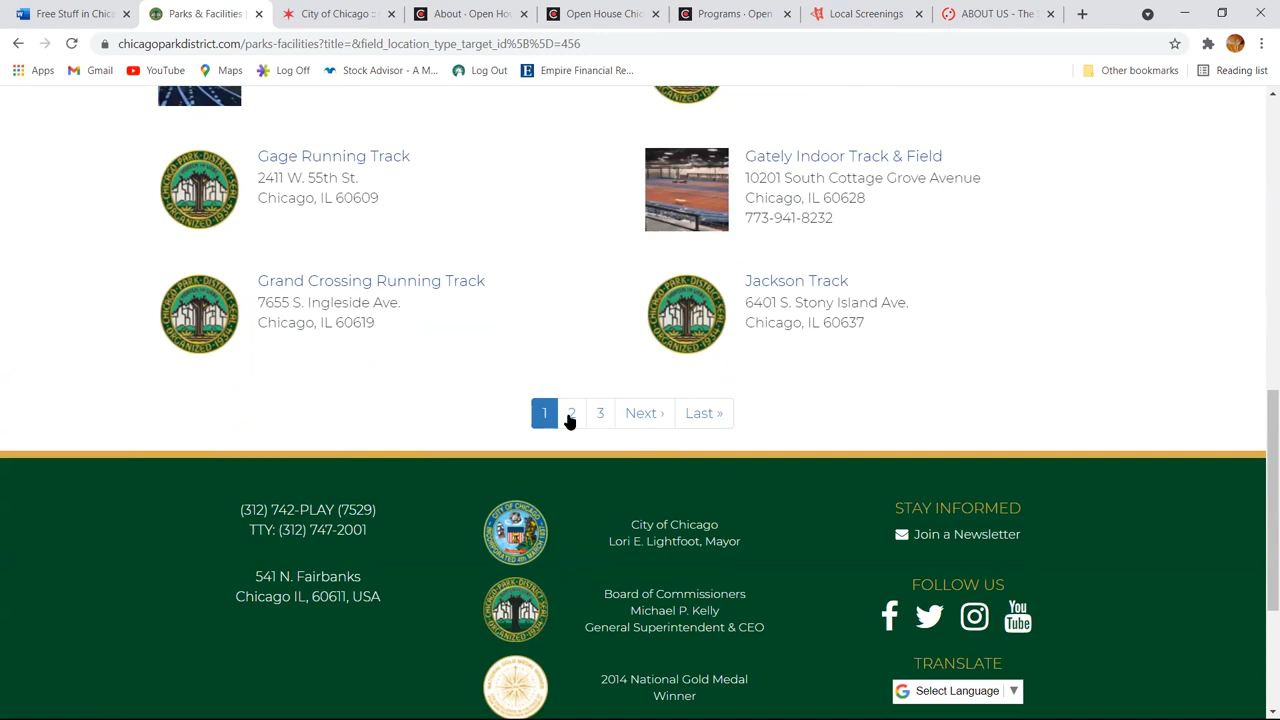 Free Stuff in Chica
Parks & Facilities
City of Chicago ::
About - Open Hou
Open House Chic
Programs - Open
Local Screenings
ABOUT US - The S
chicagoparkdistrict.com/parks-facilities?title=&field_location_type_target_id%5B%5D=456
Apps
Gmail
YouTube
Maps
Log Off
Stock Advisor - A M...
Log Out
Empire Financial Re...
Other bookmarks
Reading list
Gage Running Track
2411 W. 55th St.
Chicago, IL 60609
Gately Indoor Track & Field
10201 South Cottage Grove Avenue
Chicago, IL 60628
773-941-8232
Grand Crossing Running Track
7655 S. Ingleside Ave.
Chicago, IL 60619
Jackson Track
6401 S. Stony Island Ave.
Chicago, IL 60637
1 2 3 Next › Last »
(312) 742-PLAY (7529)
TTY: (312) 747-2001
541 N. Fairbanks
Chicago IL, 60611, USA
City of Chicago
Lori E. Lightfoot, Mayor
Board of Commissioners
Michael P. Kelly
General Superintendent & CEO
2014 National Gold Medal
Winner
STAY INFORMED
Join a Newsletter
FOLLOW US
You
Tube
TRANSLATE
Select Language